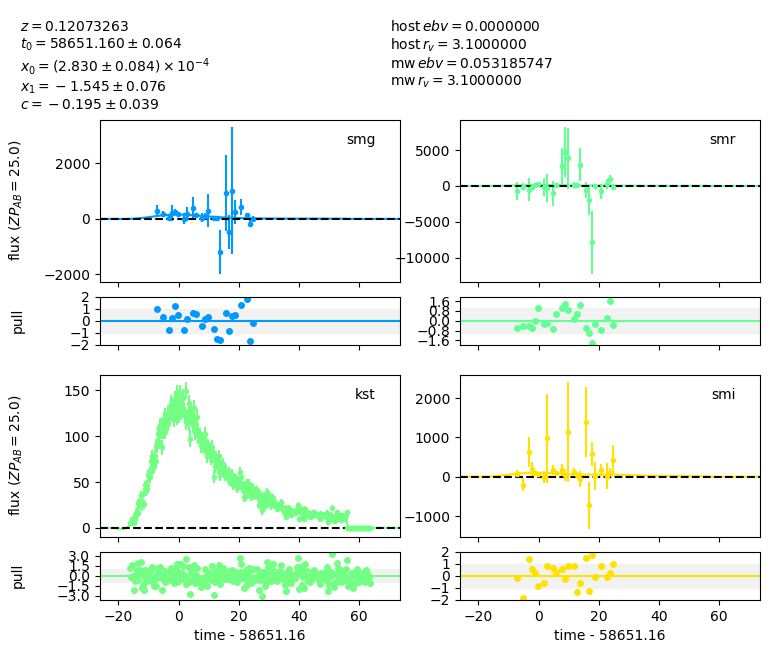 z = 0.12073263
t₀ = 58651.160 ± 0.064
x₀ = (2.830 ± 0.084) × 10⁻⁴
x₁ = −1.545 ± 0.076
c = −0.195 ± 0.039
host ebv = 0.0000000
host r_v = 3.1000000
mw ebv = 0.053185747
mw r_v = 3.1000000
flux (ZP_AB = 25.0)
smg
2000
0
−2000
smr
5000
0
−5000
−10000
pull
2
1
0
−1
−2
1.6
0.8
0.0
−0.8
−1.6
flux (ZP_AB = 25.0)
kst
150
100
50
0
smi
2000
1000
0
−1000
pull
3.0
1.5
0.0
−1.5
−3.0
2
1
0
−1
−2
−20 0 20 40 60
−20 0 20 40 60
time - 58651.16
time - 58651.16